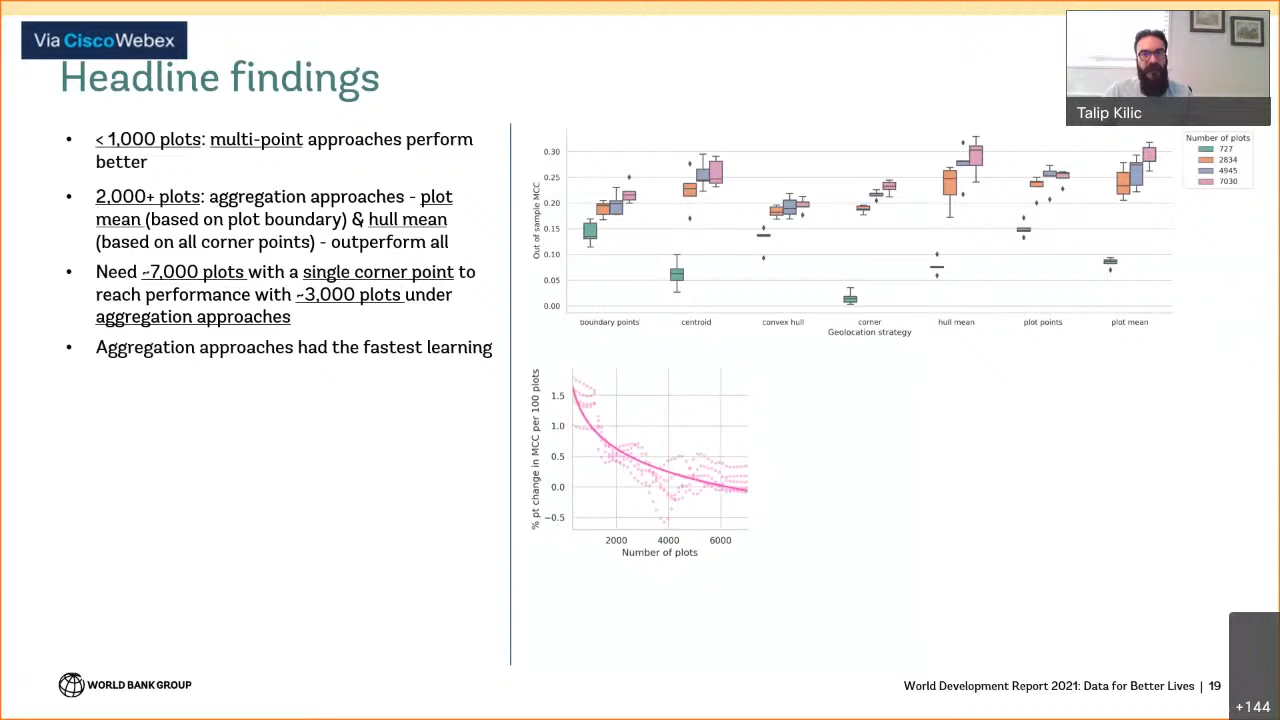 Via Cisco Webex
Headline findings
Talip Kilic
• < 1,000 plots: multi-point approaches perform
better
• 2,000+ plots: aggregation approaches - plot
mean (based on plot boundary) & hull mean
(based on all corner points) - outperform all
• Need ~7,000 plots with a single corner point to
reach performance with ~3,000 plots under
aggregation approaches
• Aggregation approaches had the fastest learning
Out of sample MCC
0.30
0.25
0.20
0.15
0.10
0.05
0.00
boundary points centroid convex hull corner hull mean plot points plot mean
Geolocation strategy
Number of plots
727
2834
4945
7030
% pt change in MCC per 100 plots
1.5
1.0
0.5
0.0
−0.5
2000 4000 6000
Number of plots
WORLD BANK GROUP
World Development Report 2021: Data for Better Lives | 19
+144